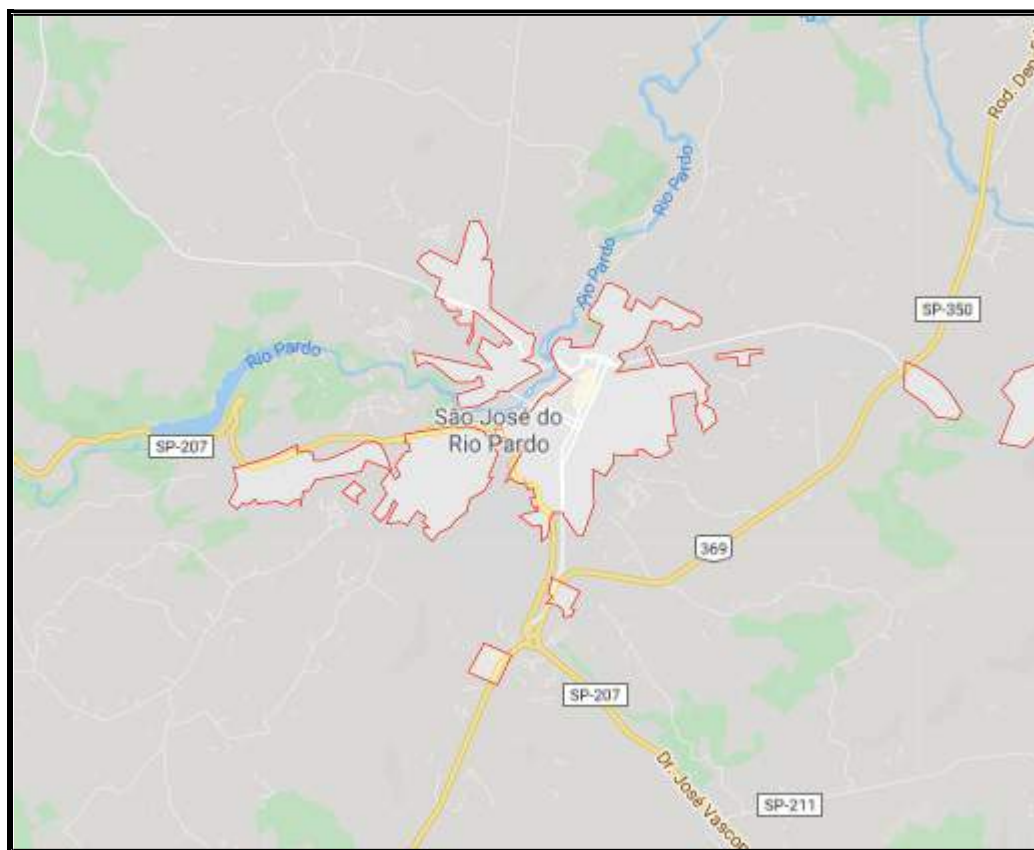 Rio Pardo
Rod. Dep
Rio Pardo
SP-350
Rio Pardo
São José do
Rio Pardo
SP-207
369
SP-207
Dr. José Vascon
SP-211